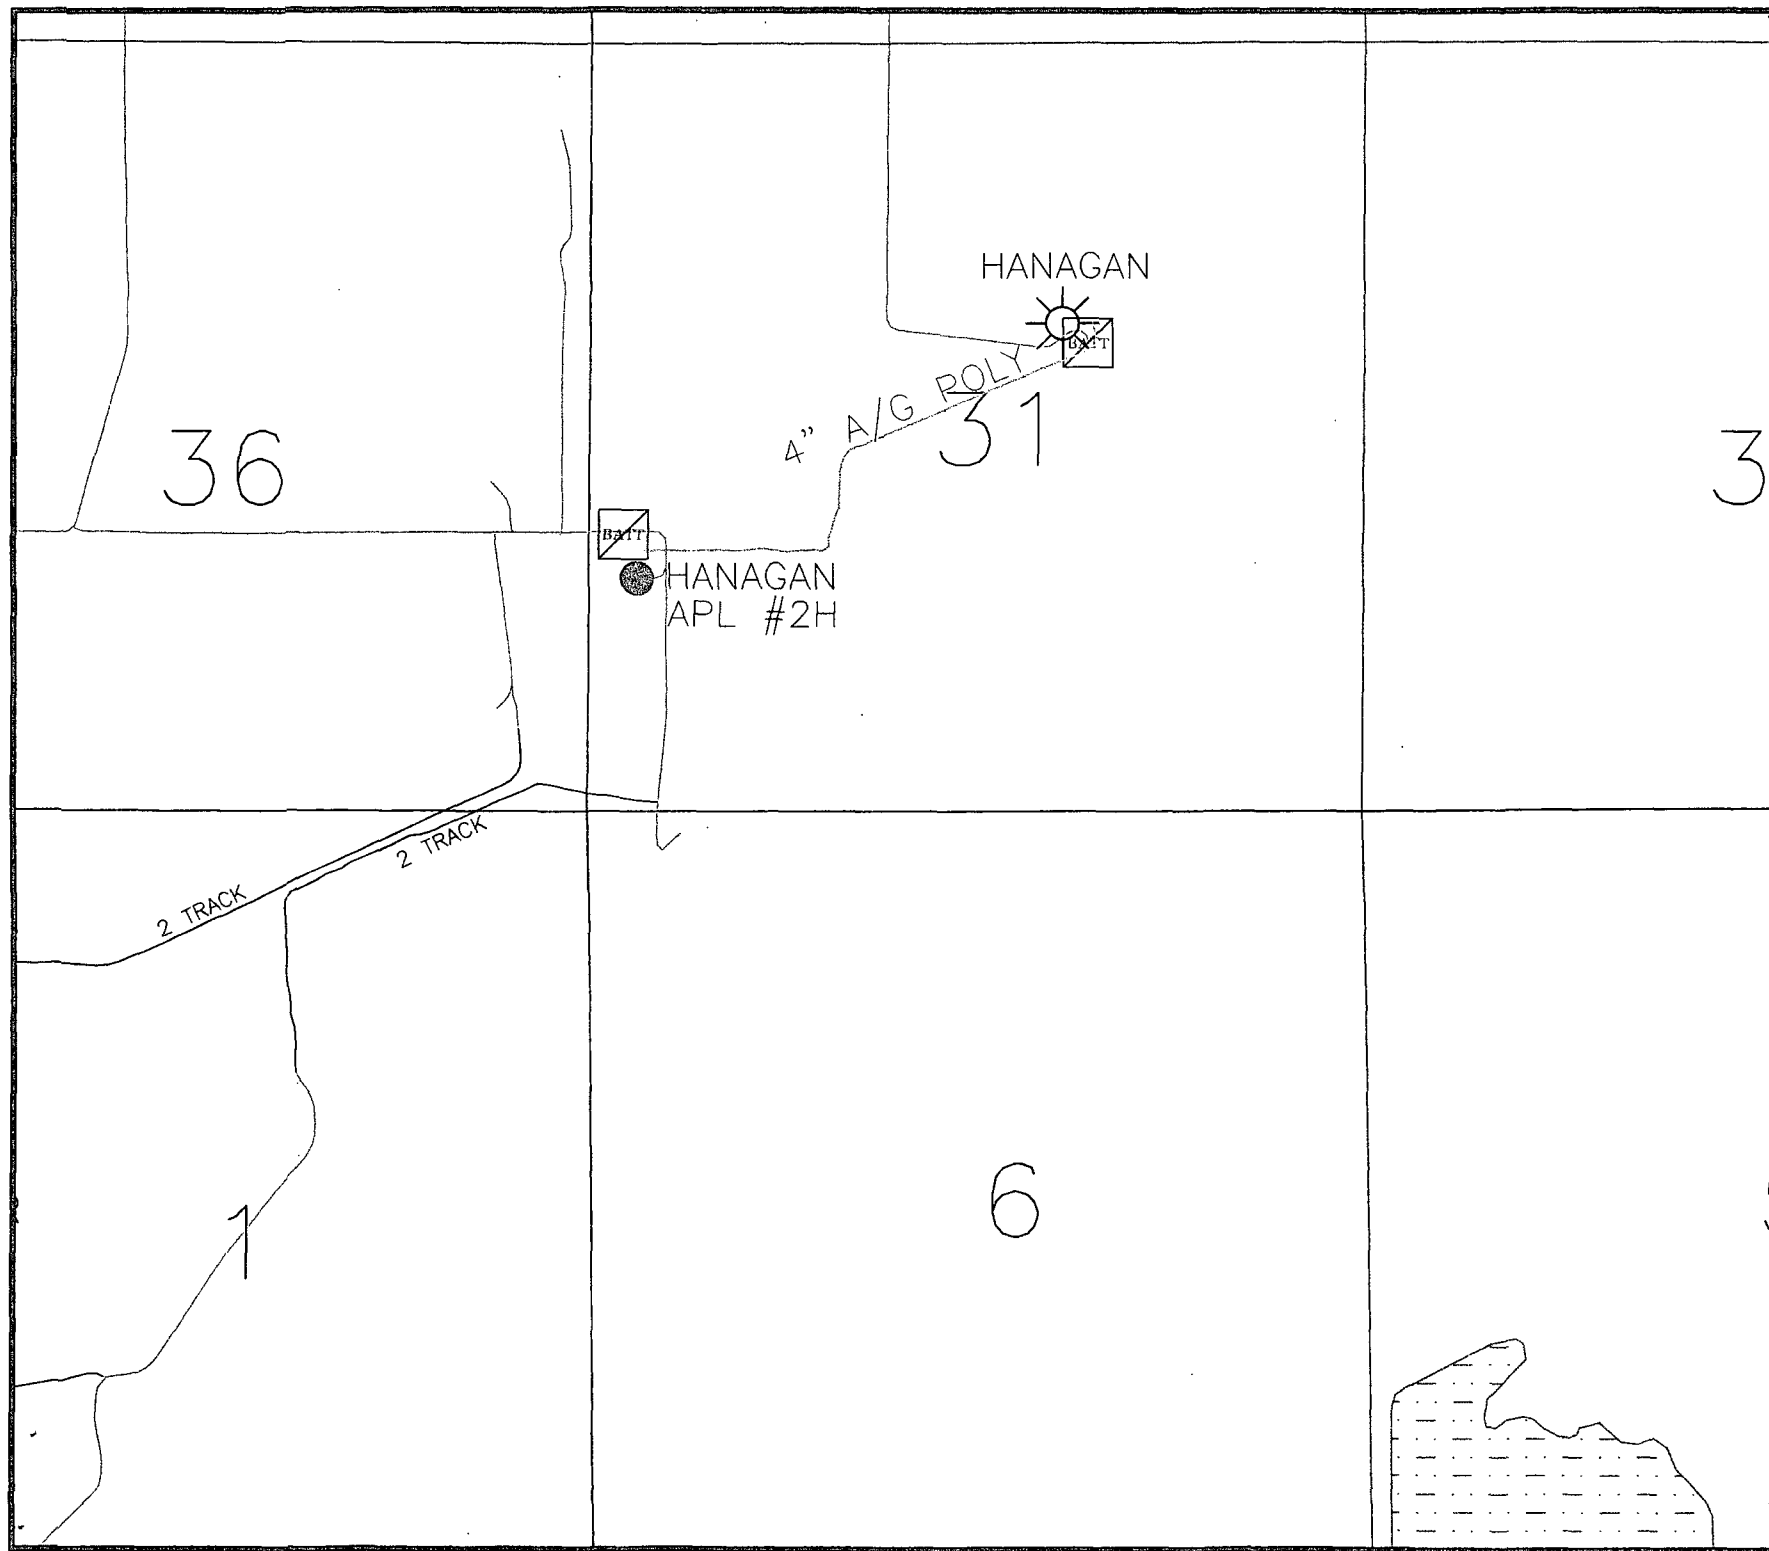 HANAGAN
BATT
4" A/G POLY
31
36
3
BATT
HANAGAN
APL #2H
2 TRACK
2 TRACK
6
1